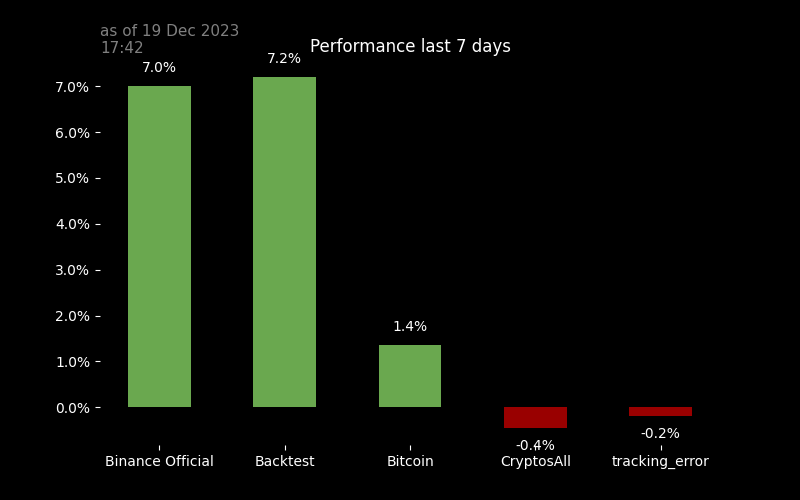 as of 19 Dec 2023
17:42
Performance last 7 days
7.0%
7.2%
1.4%
-0.4%
-0.2%
7.0%
6.0%
5.0%
4.0%
3.0%
2.0%
1.0%
0.0%
Binance Official
Backtest
Bitcoin
CryptosAll
tracking_error